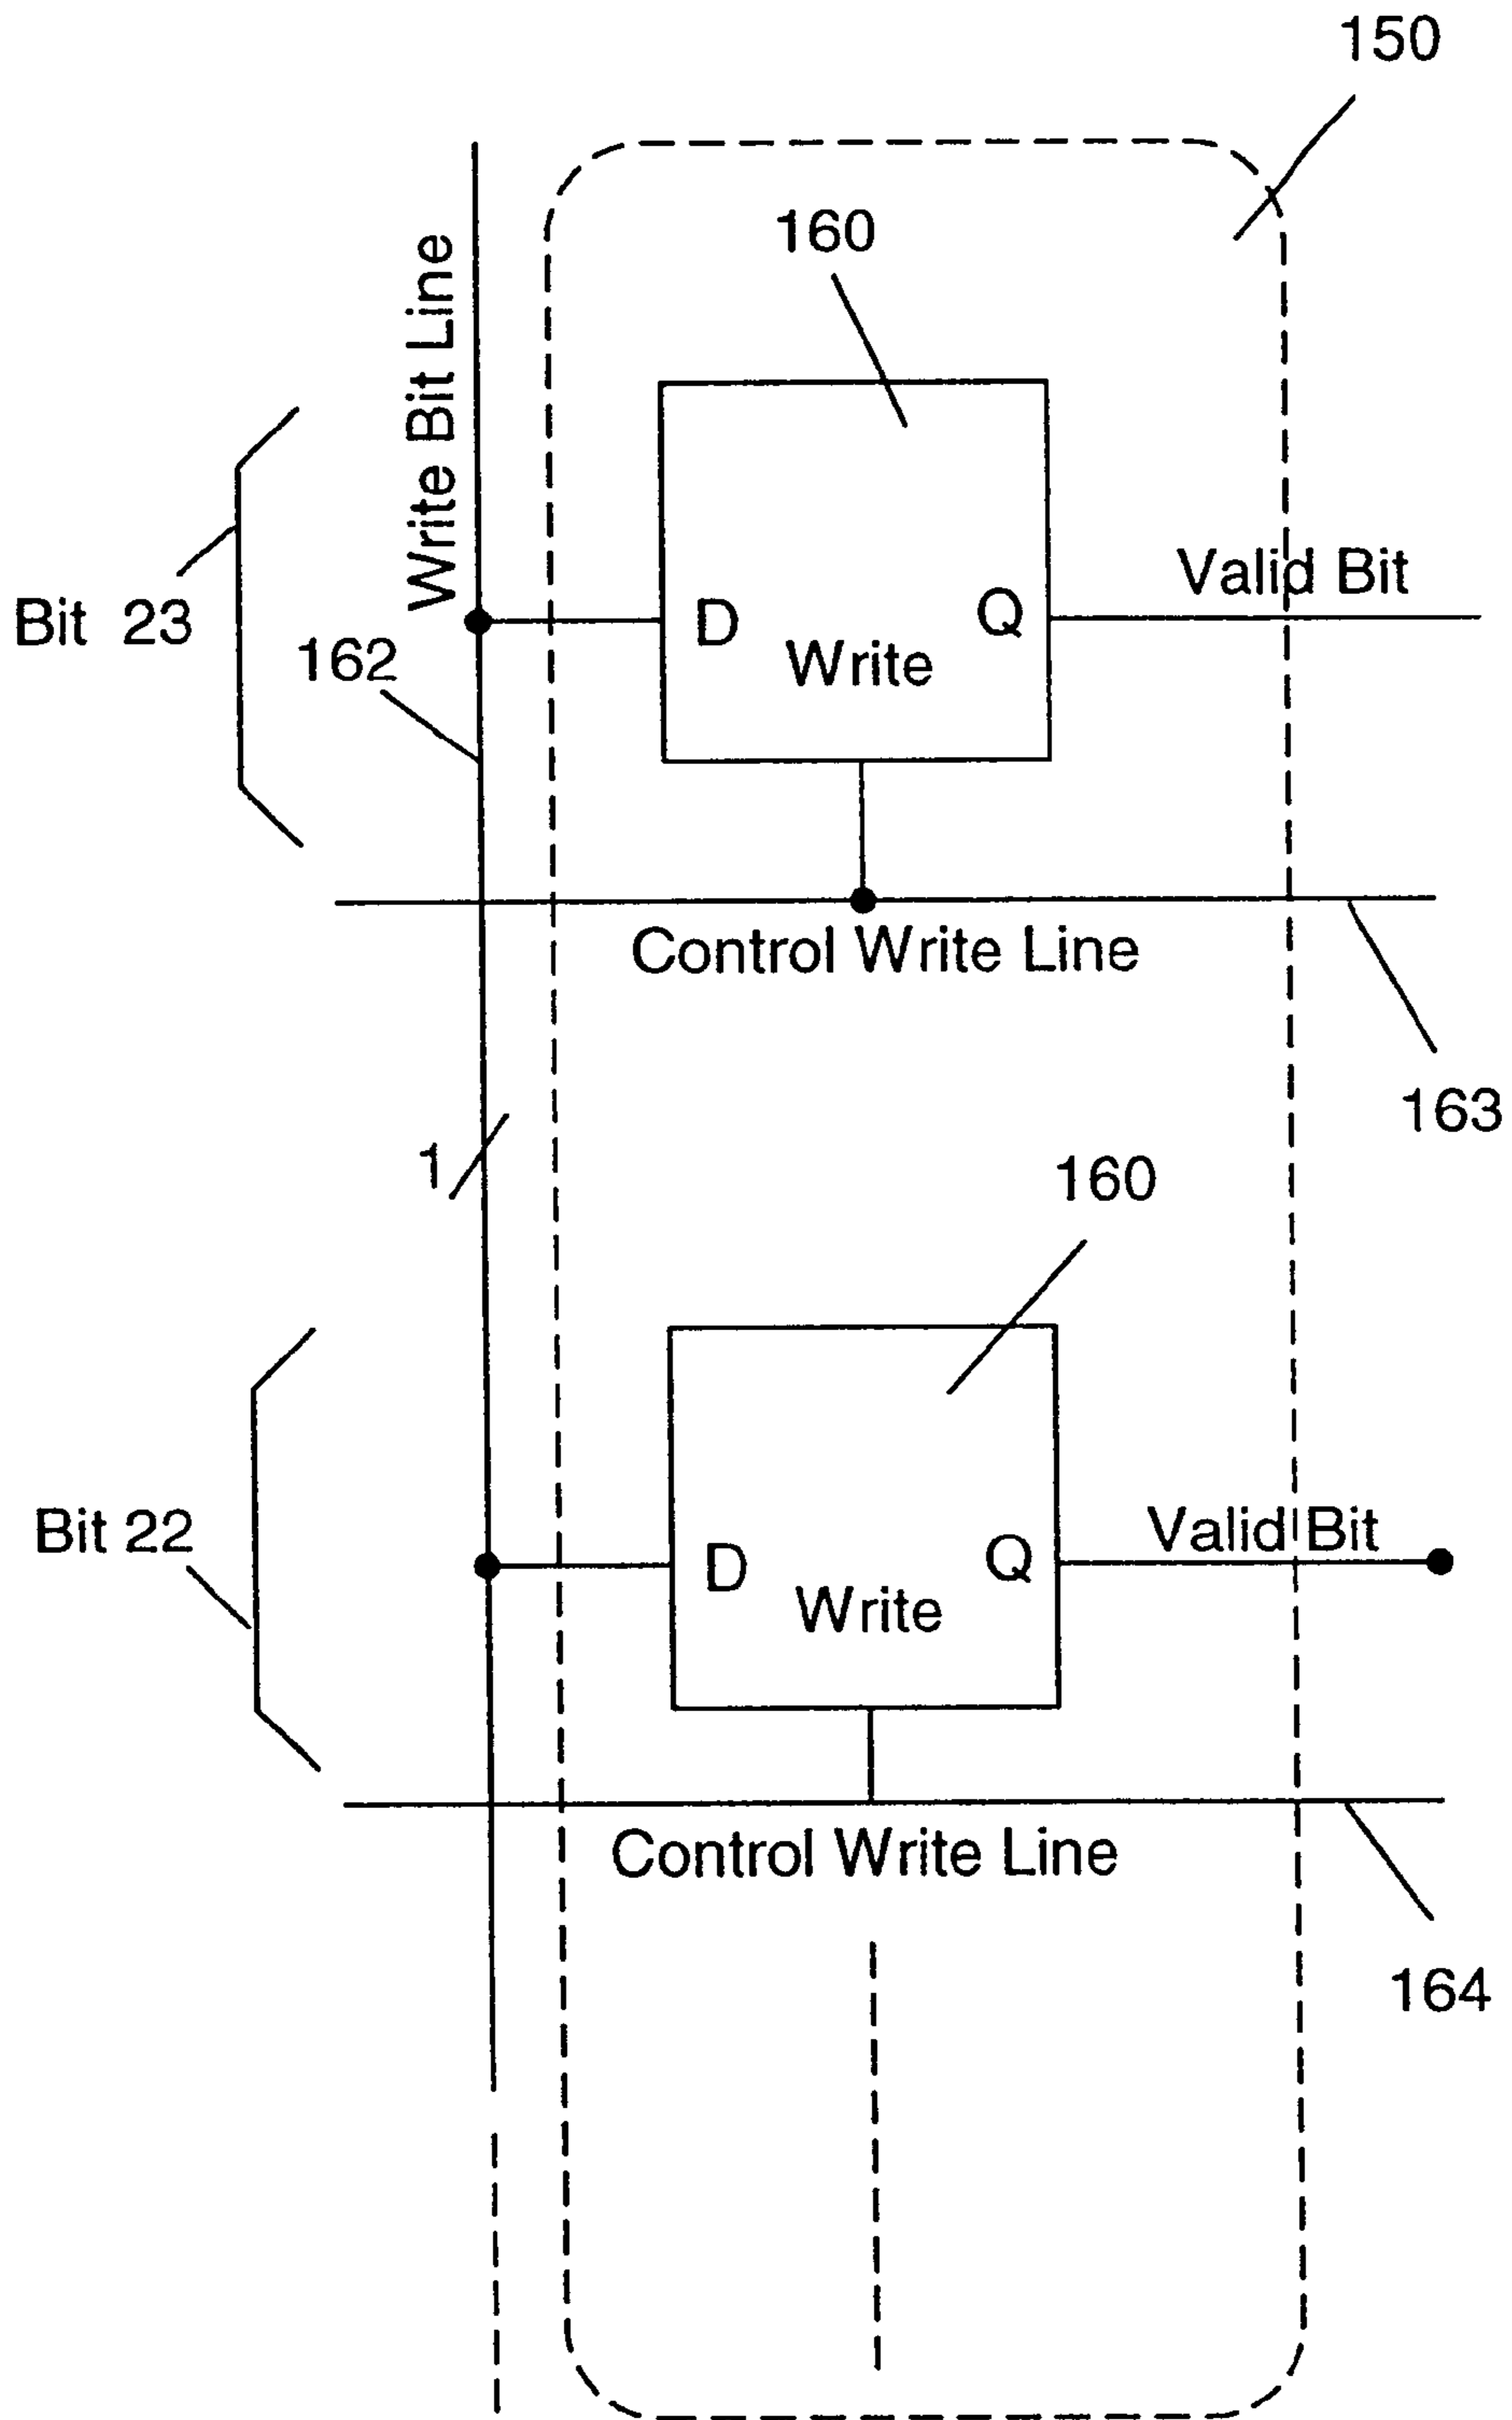 150
160
Write Bit Line
Valid Bit
Bit 23
D
Q
Write
162
Control Write Line
163
1
160
Valid Bit
Bit 22
D
Q
Write
Control Write Line
164